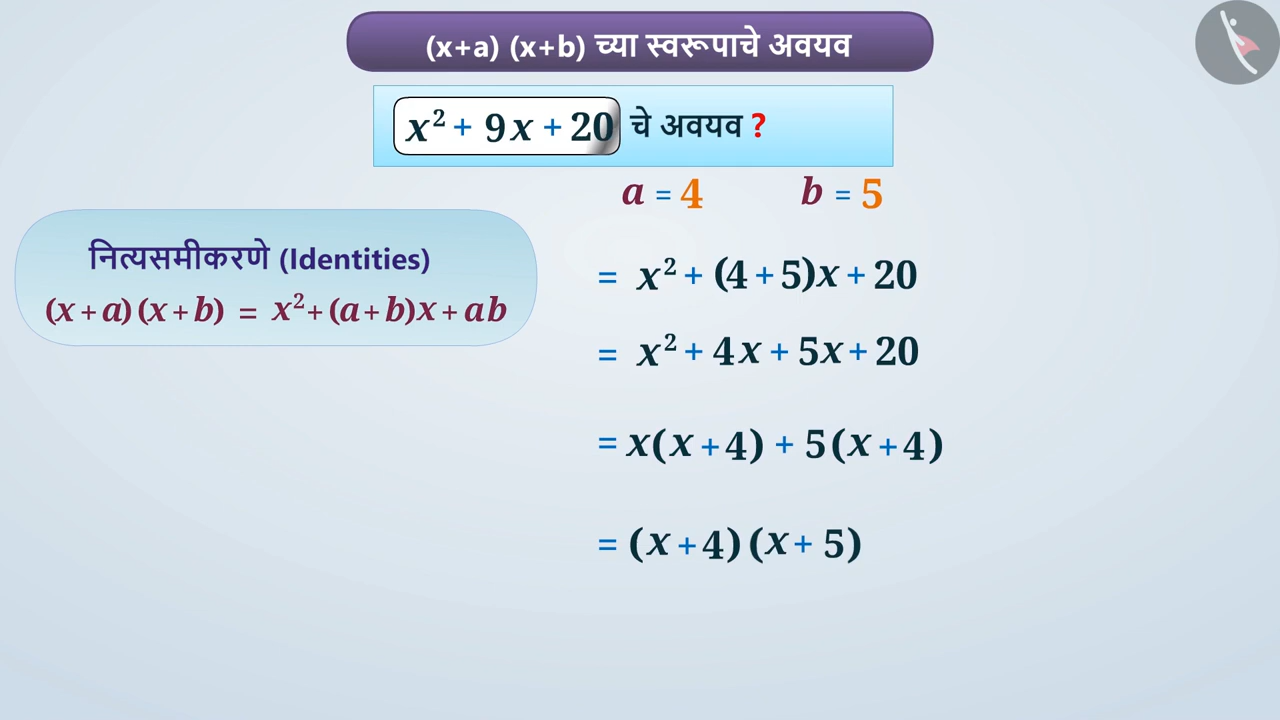 (x+a) (x+b) च्या स्वरूपाचे अवयव
x² + 9x + 20 चे अवयव ?
a = 4 b = 5
नित्यसमीकरणे (Identities)
(x+a)(x+b) = x²+(a+b)x+ab
= x² + (4+5)x + 20
= x² + 4x + 5x + 20
= x(x+4) + 5(x+4)
= (x+4)(x+5)